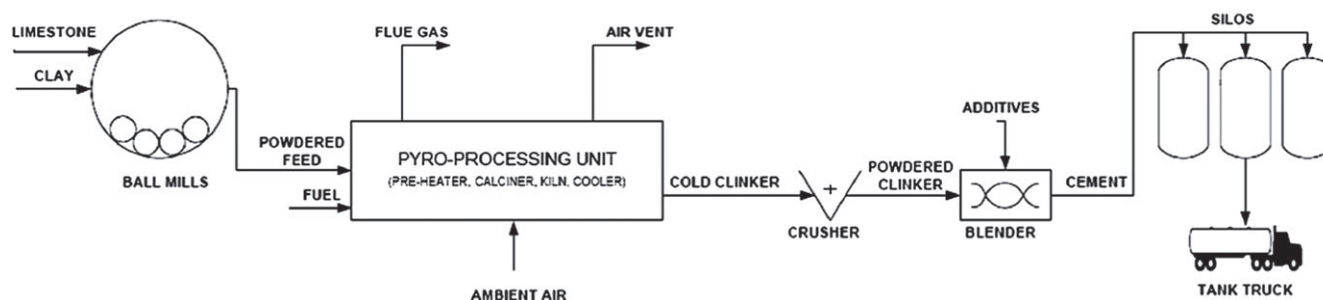 LIMESTONE
CLAY
BALL MILLS
POWDERED
FEED
FUEL
FLUE GAS
AIR VENT
PYRO-PROCESSING UNIT
(PRE-HEATER, CALCINER, KILN, COOLER)
AMBIENT AIR
COLD CLINKER
CRUSHER
POWDERED
CLINKER
ADDITIVES
BLENDER
CEMENT
SILOS
TANK TRUCK